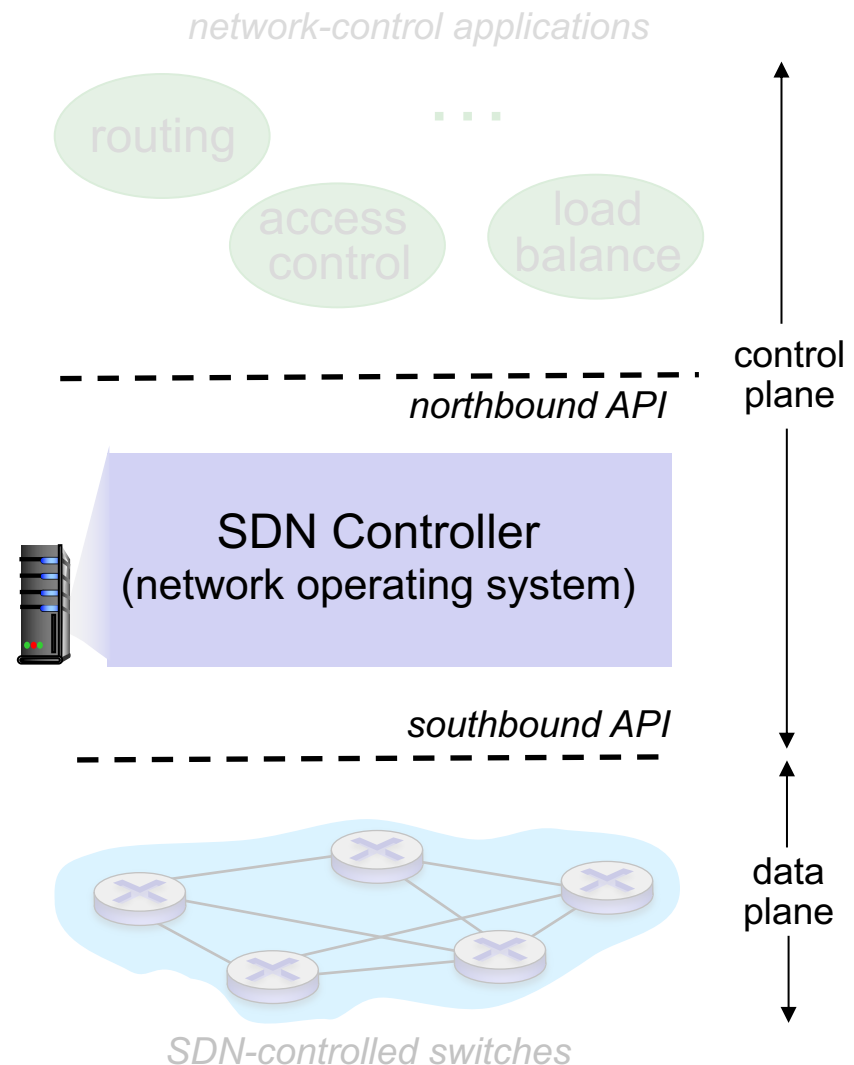 network-control applications
...
routing
access
control
load
balance
control
plane
northbound API
SDN Controller
(network operating system)
southbound API
data
plane
SDN-controlled switches